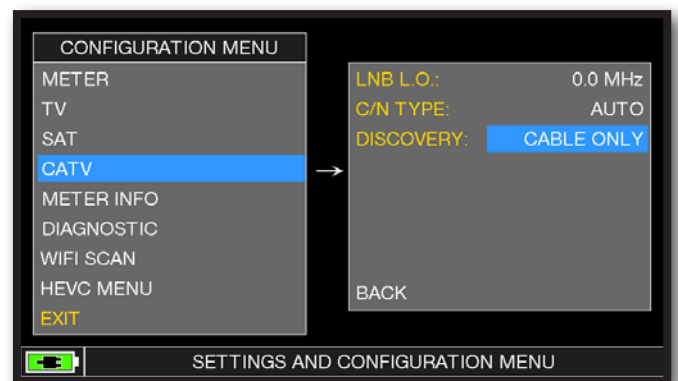 CONFIGURATION MENU
METER
TV
SAT
CATV
METER INFO
DIAGNOSTIC
WIFI SCAN
HEVC MENU
EXIT
→
LNB L.O.: 0.0 MHz
C/N TYPE: AUTO
DISCOVERY: CABLE ONLY
BACK
SETTINGS AND CONFIGURATION MENU